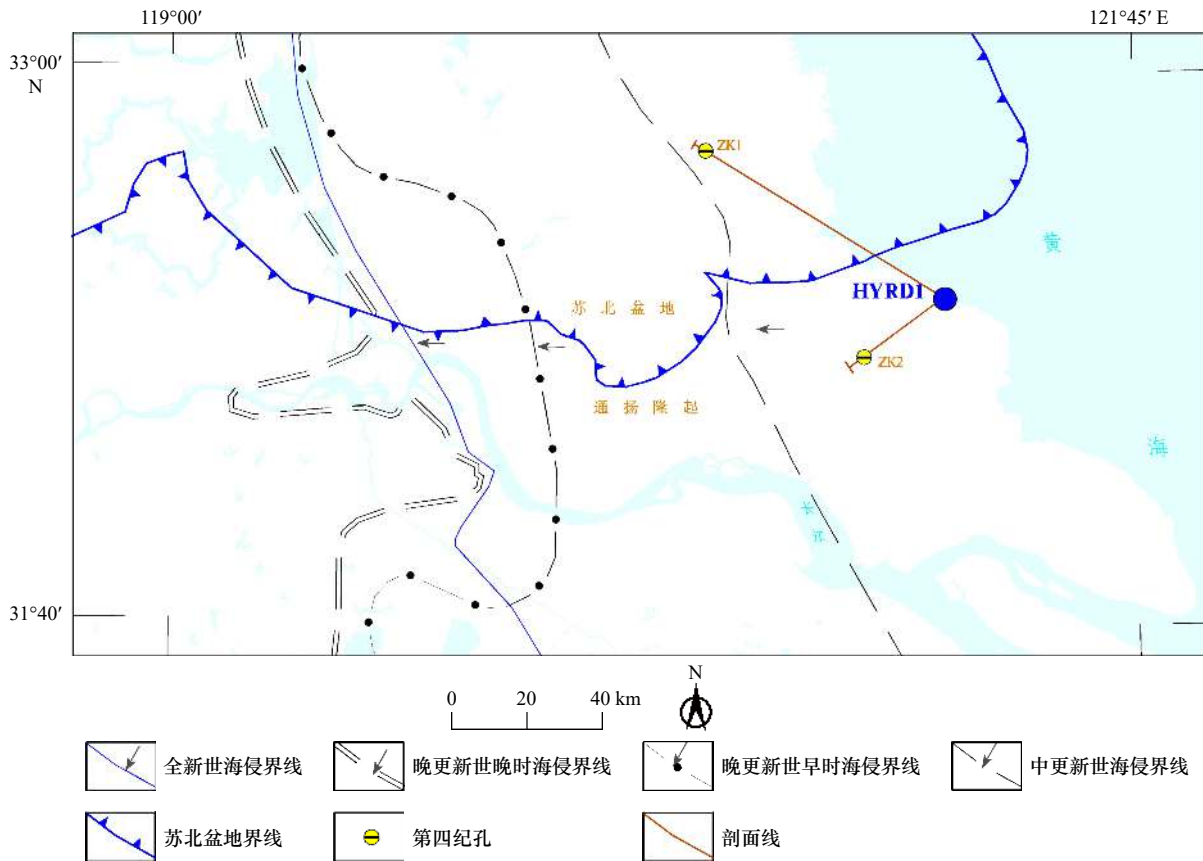 119°00′
121°45′ E
33°00′
N
ZK1
黄
HYRD1
苏北盆地
ZK2
通扬隆起
海
长江
31°40′
N
0 20 40 km
全新世海侵界线
晚更新世晚时海侵界线
晚更新世早时海侵界线
中更新世海侵界线
苏北盆地界线
第四纪孔
剖面线